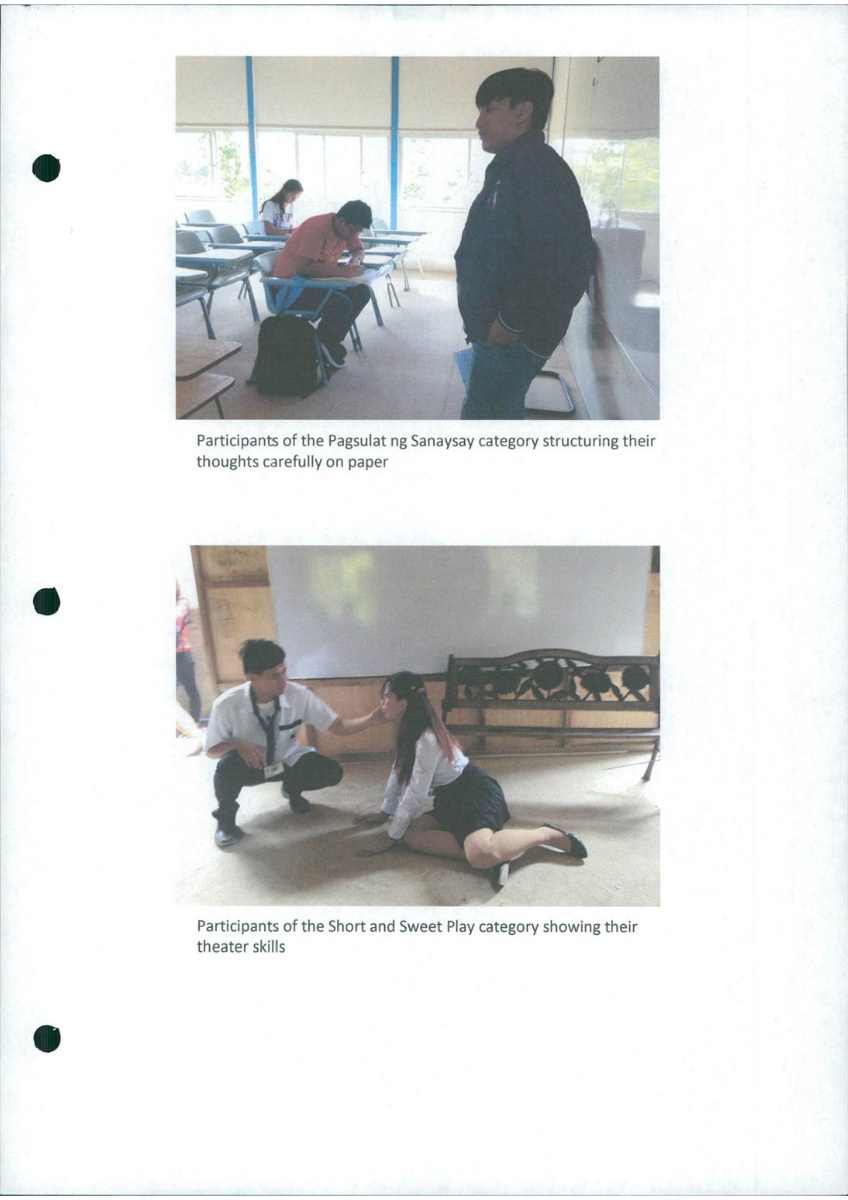 Participants of the Pagsulat ng Sanaysay category structuring their
thoughts carefully on paper
Participants of the Short and Sweet Play category showing their
theater skills